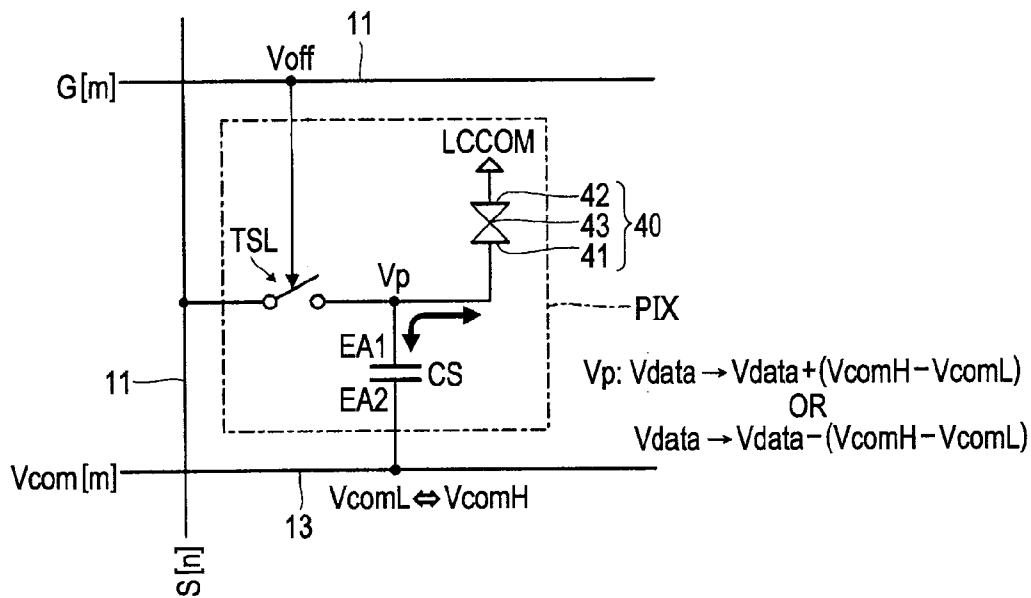 11
Voff
G[m]
LCCOM
42
43
40
41
TSL
Vp
PIX
EA1
CS
EA2
11
Vp: Vdata→Vdata+(VcomH−VcomL)
OR
Vdata→Vdata−(VcomH−VcomL)
Vcom[m]
13
VcomL⇔VcomH
S[n]